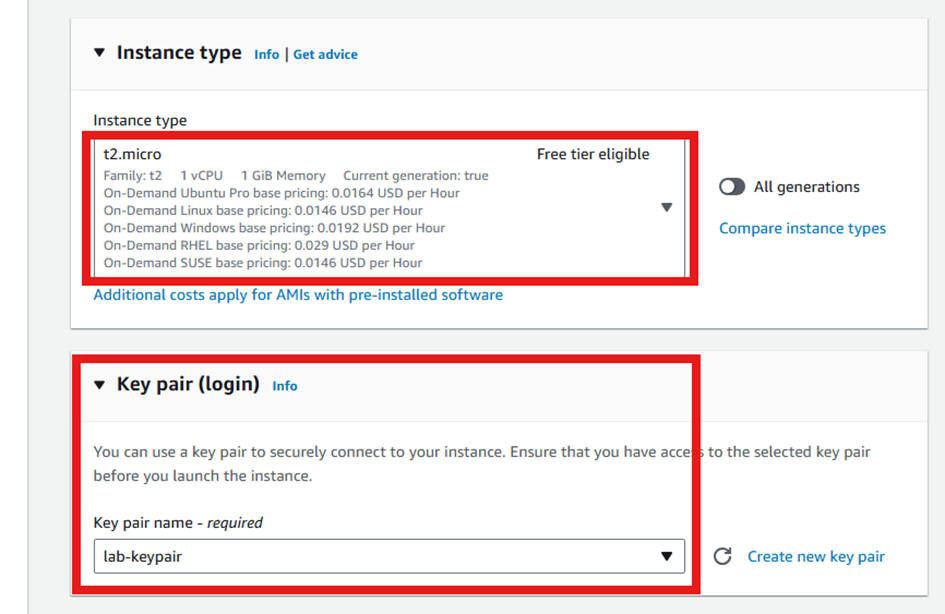 Instance type Info | Get advice
Instance type
t2.micro Free tier eligible
Family: t2 1 vCPU 1 GiB Memory Current generation: true
On-Demand Ubuntu Pro base pricing: 0.0164 USD per Hour
On-Demand Linux base pricing: 0.0146 USD per Hour
On-Demand Windows base pricing: 0.0192 USD per Hour
On-Demand RHEL base pricing: 0.029 USD per Hour
On-Demand SUSE base pricing: 0.0146 USD per Hour
All generations
Compare instance types
Additional costs apply for AMIs with pre-installed software
Key pair (login) Info
You can use a key pair to securely connect to your instance. Ensure that you have access to the selected key pair
before you launch the instance.
Key pair name - required
lab-keypair
Create new key pair